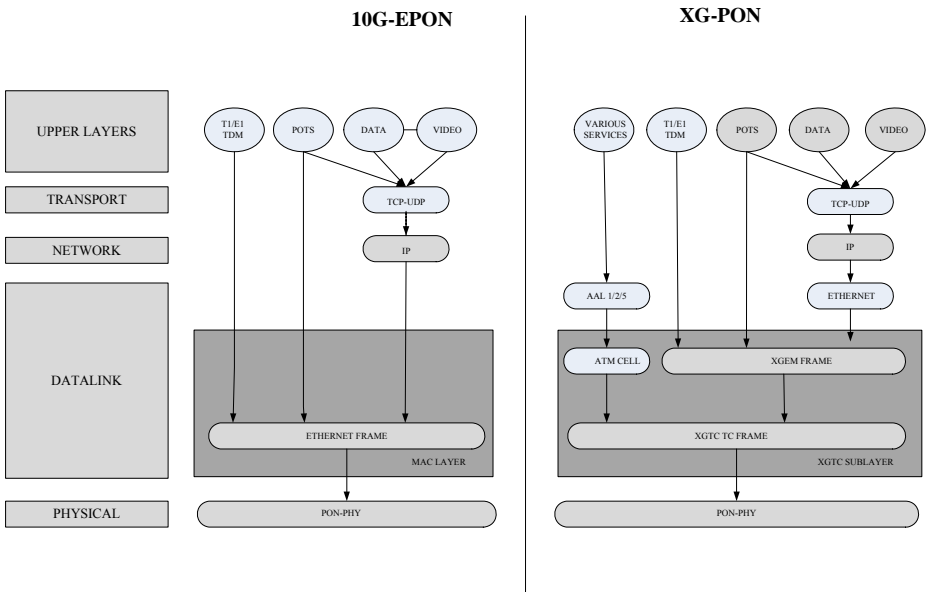 10G-EPON
XG-PON
UPPER LAYERS
T1/E1
TDM
POTS
DATA
VIDEO
VARIOUS
SERVICES
T1/E1
TDM
POTS
DATA
VIDEO
TRANSPORT
TCP-UDP
TCP-UDP
NETWORK
IP
IP
AAL 1/2/5
ETHERNET
DATALINK
ATM CELL
XGEM FRAME
ETHERNET FRAME
XGTC TC FRAME
MAC LAYER
XGTC SUBLAYER
PHYSICAL
PON-PHY
PON-PHY